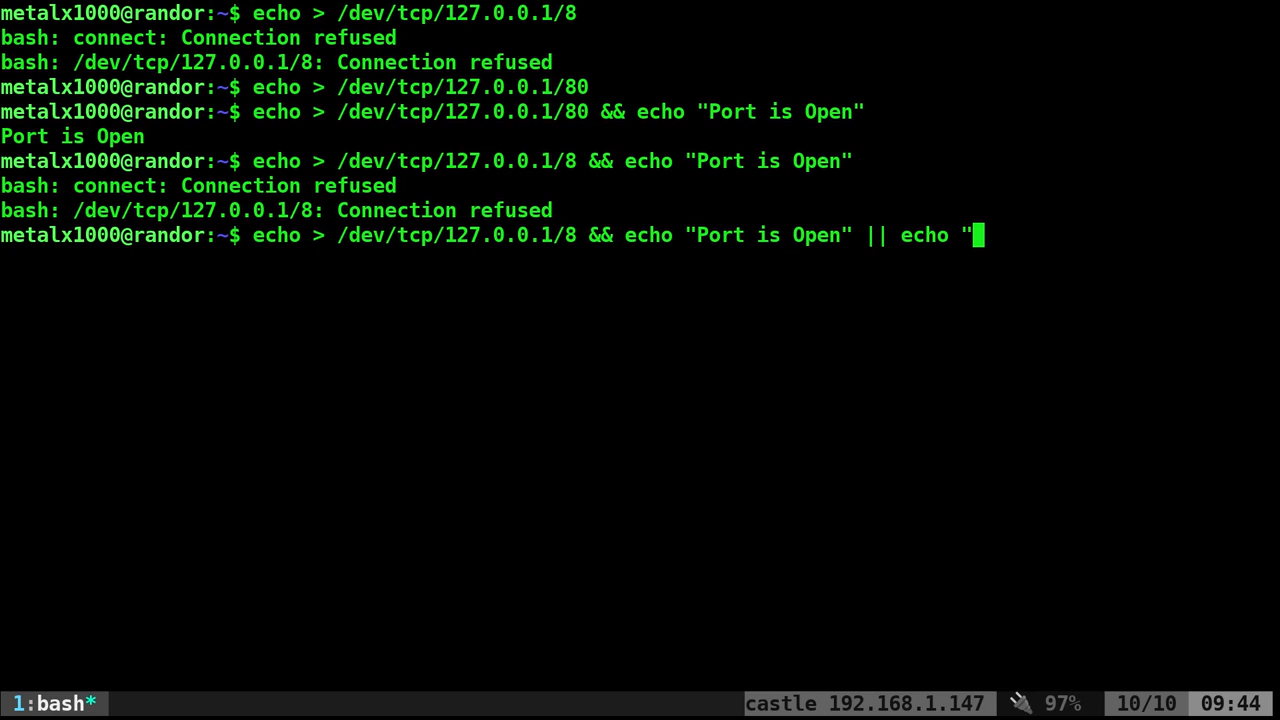 metalx1000@randor:~$ echo > /dev/tcp/127.0.0.1/8
bash: connect: Connection refused
bash: /dev/tcp/127.0.0.1/8: Connection refused
metalx1000@randor:~$ echo > /dev/tcp/127.0.0.1/80
metalx1000@randor:~$ echo > /dev/tcp/127.0.0.1/80 && echo "Port is Open"
Port is Open
metalx1000@randor:~$ echo > /dev/tcp/127.0.0.1/8 && echo "Port is Open"
bash: connect: Connection refused
bash: /dev/tcp/127.0.0.1/8: Connection refused
metalx1000@randor:~$ echo > /dev/tcp/127.0.0.1/8 && echo "Port is Open" || echo "
1:bash* castle 192.168.1.147 97% 10/10 09:44